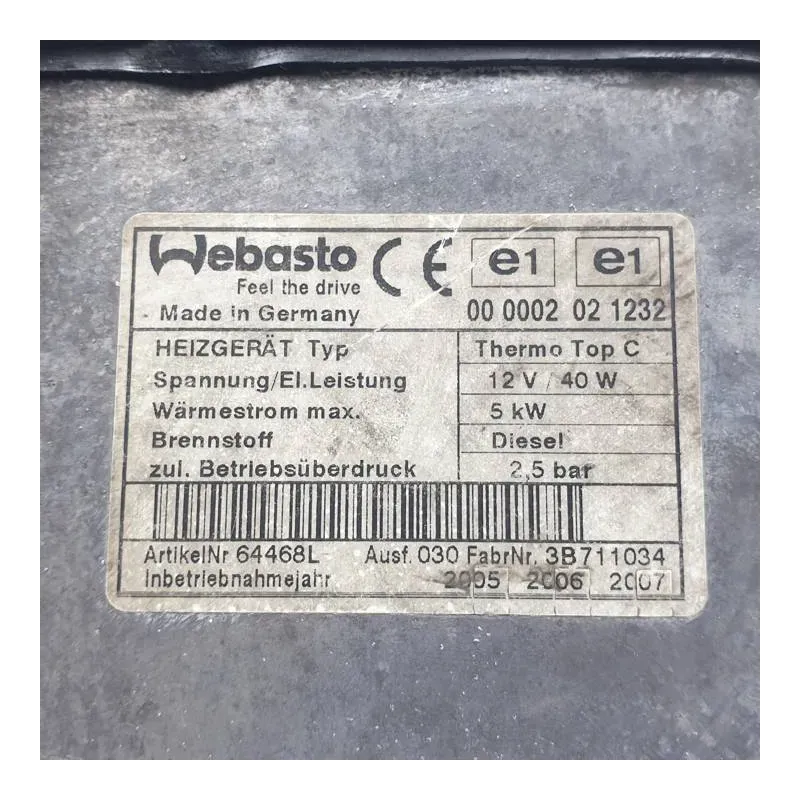 Webasto CE e1 e1
Feel the drive
Made in Germany 00 0002 02 1232
HEIZGERÄT Typ Thermo Top C
Spannung/El.Leistung 12 V / 40 W
Wärmestrom max. 5 kW
Brennstoff Diesel
zul. Betriebsüberdruck 2,5 bar
ArtikelNr 64468L Ausf. 030 FabrNr. 3B711034
Inbetriebnahmejahr 2005 2006 2007